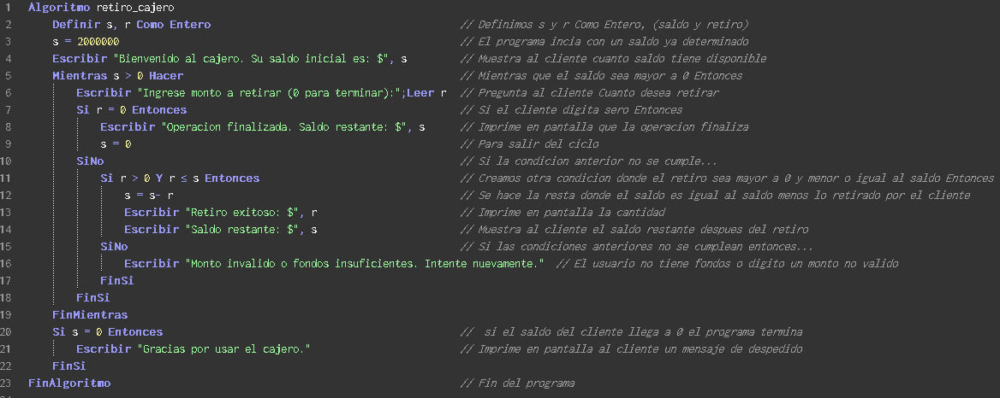 1 Algoritmo retiro_cajero
2 Definir s, r Como Entero // Definimos s y r Como Entero, (saldo y retiro)
3 s = 2000000 // El programa incia con un saldo ya determinado
4 Escribir "Bienvenido al cajero. Su saldo inicial es: $", s // Muestra al cliente cuanto saldo tiene disponible
5 Mientras s > 0 Hacer // Mientras que el saldo sea mayor a 0 Entonces
6 Escribir "Ingrese monto a retirar (0 para terminar):";Leer r // Pregunta al cliente Cuanto desea retirar
7 Si r = 0 Entonces // Si el cliente digita sero Entonces
8 Escribir "Operacion finalizada. Saldo restante: $", s // Imprime en pantalla que la operacion finaliza
9 s = 0 // Para salir del ciclo
10 SiNo // Si la condicion anterior no se cumple...
11 Si r > 0 Y r ≤ s Entonces // Creamos otra condicion donde el retiro sea mayor a 0 y menor o igual al saldo Entonces
12 s = s- r // Se hace la resta donde el saldo es igual al saldo menos lo retirado por el cliente
13 Escribir "Retiro exitoso: $", r // Imprime en pantalla la cantidad
14 Escribir "Saldo restante: $", s // Muestra al cliente el saldo restante despues del retiro
15 SiNo // Si las condiciones anteriores no se cumplean entonces...
16 Escribir "Monto invalido o fondos insuficientes. Intente nuevamente." // El usuario no tiene fondos o digito un monto no valido
17 FinSi
18 FinSi
19 FinMientras
20 Si s = 0 Entonces // si el saldo del cliente llega a 0 el programa termina
21 Escribir "Gracias por usar el cajero." // Imprime en pantalla al cliente un mensaje de despedido
22 FinSi
23 FinAlgoritmo // Fin del programa